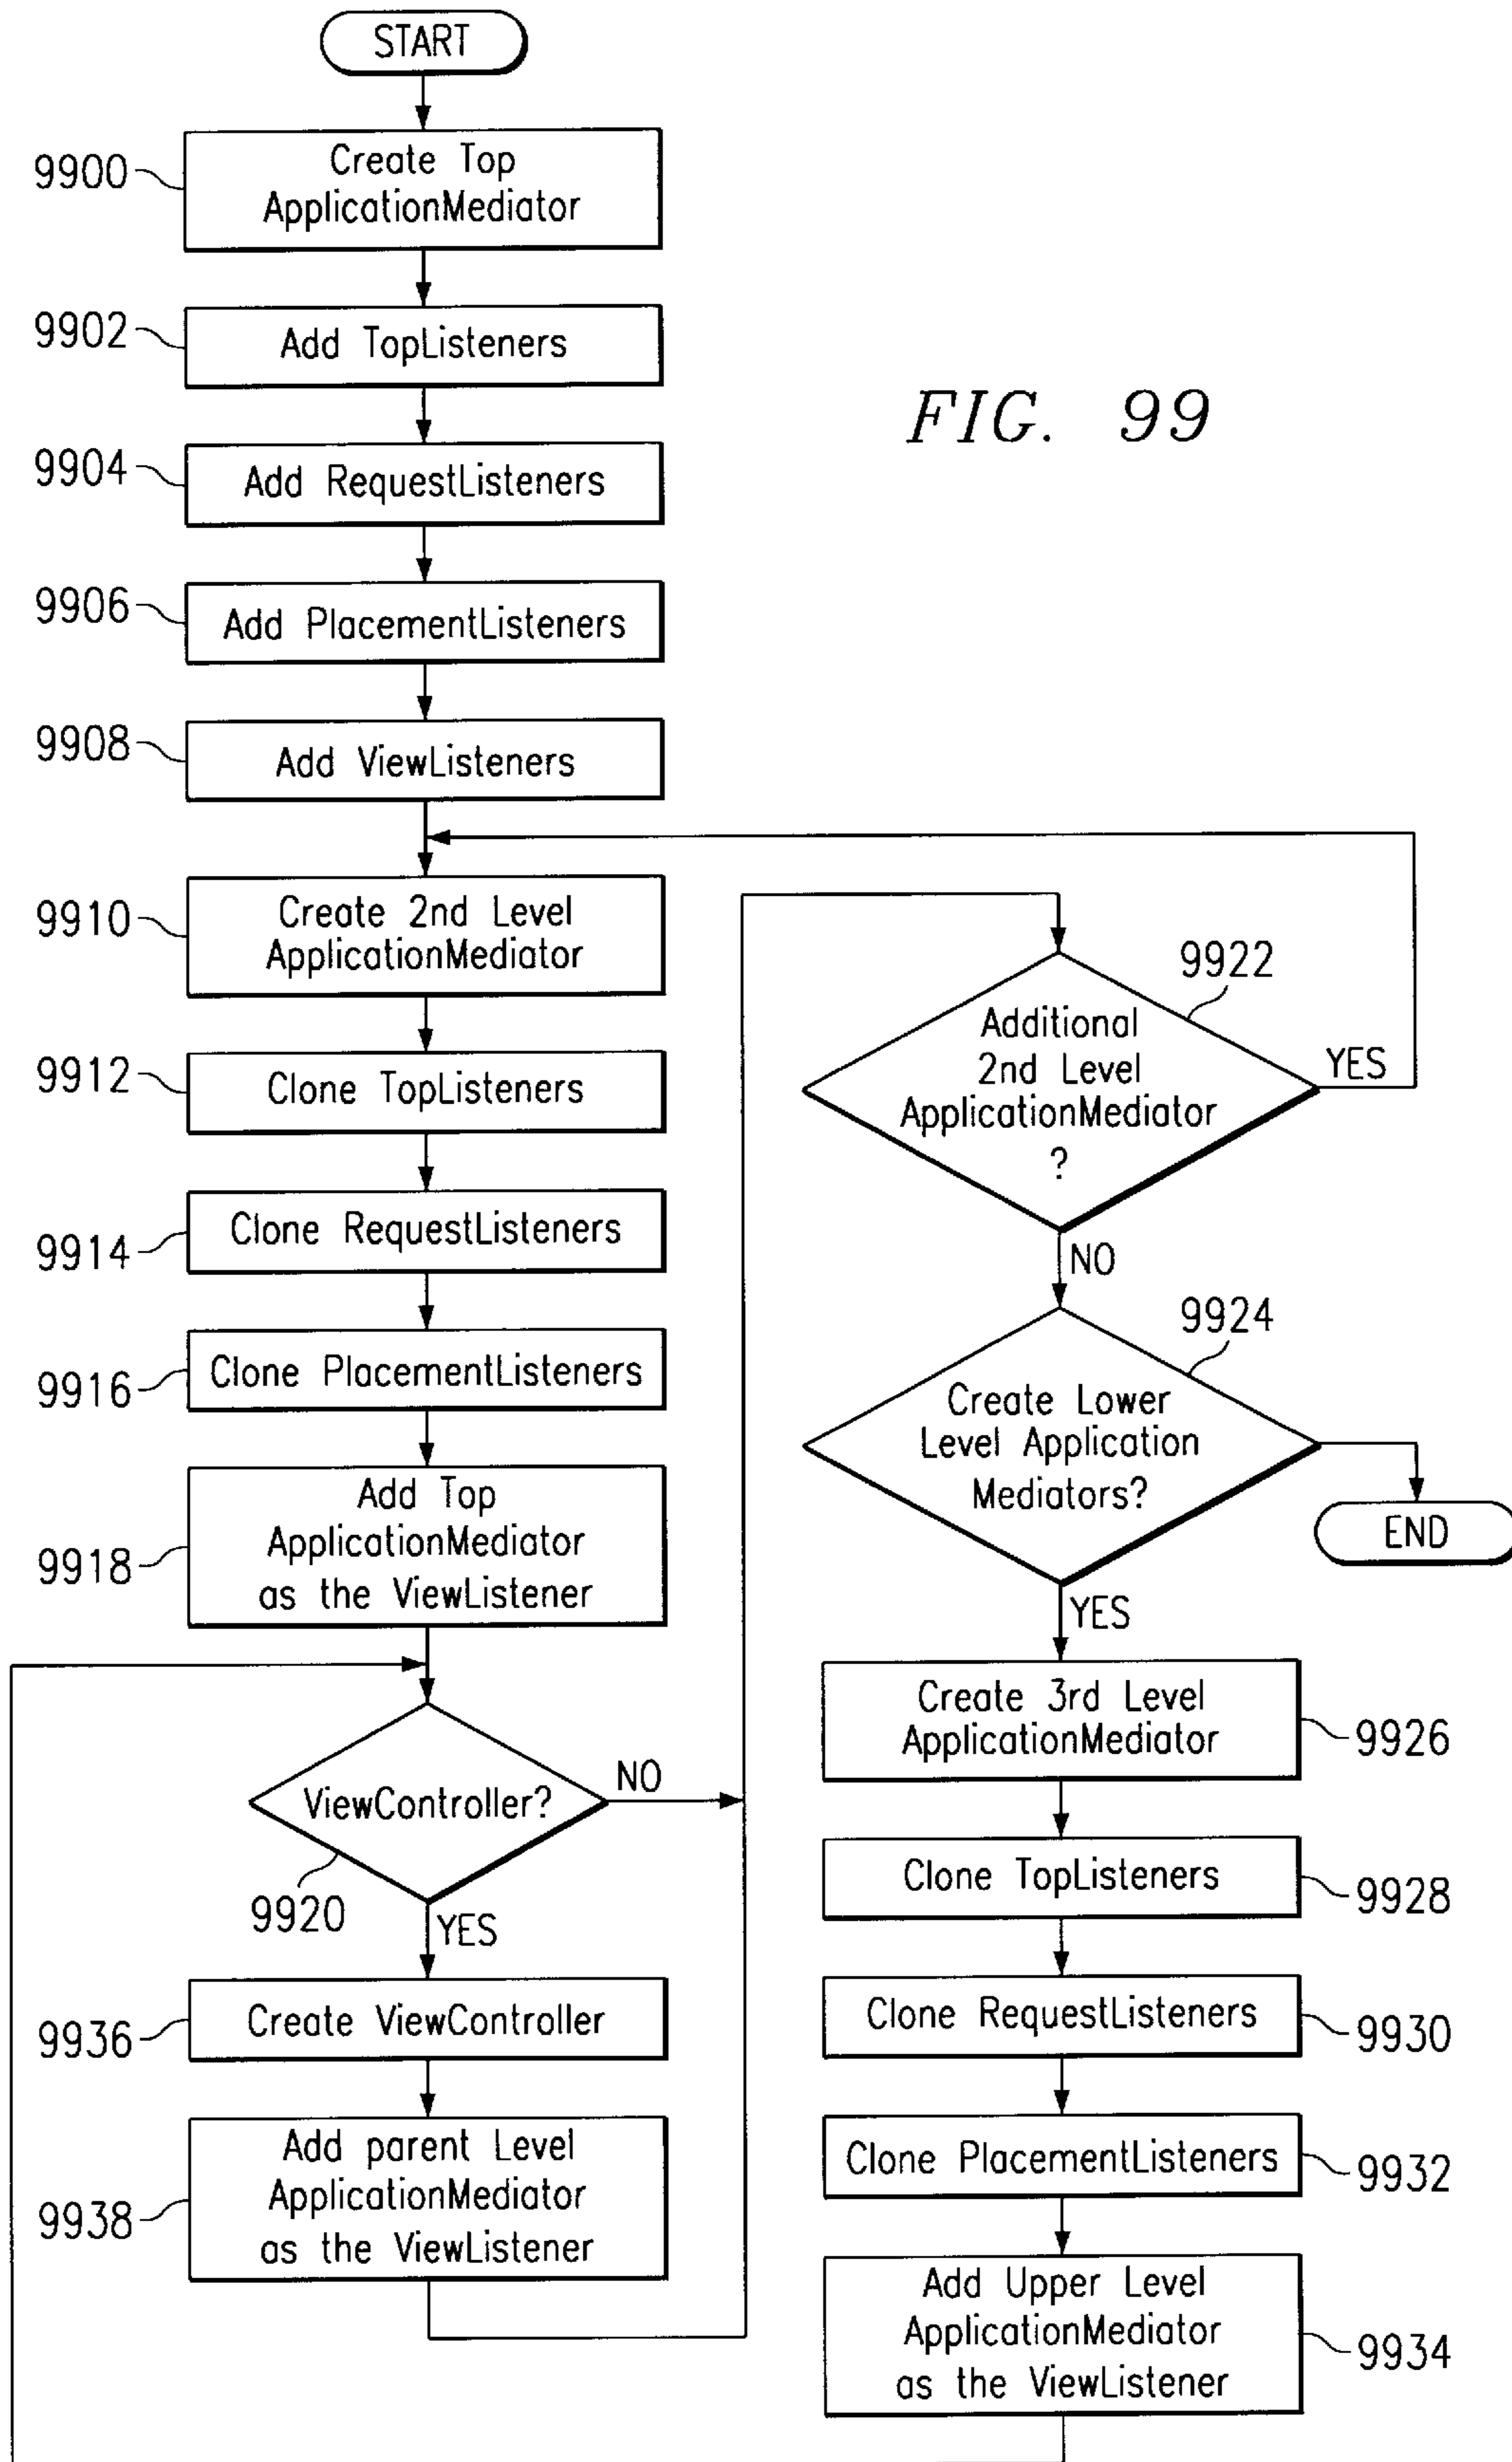 START
9900
Create Top
ApplicationMediator
9902
Add TopListeners
9904
Add RequestListeners
FIG. 99
9906
Add PlacementListeners
9908
Add ViewListeners
9910
Create 2nd Level
ApplicationMediator
9912
Clone TopListeners
9914
Clone RequestListeners
9916
Clone PlacementListeners
9918
Add Top
ApplicationMediator
as the ViewListener
ViewController?
NO
9920
YES
9936
Create ViewController
9938
Add parent Level
ApplicationMediator
as the ViewListener
9922
Additional
2nd Level
ApplicationMediator
?
YES
NO
9924
Create Lower
Level Application
Mediators?
END
YES
Create 3rd Level
ApplicationMediator
9926
Clone TopListeners
9928
Clone RequestListeners
9930
Clone PlacementListeners
9932
Add Upper Level
ApplicationMediator
as the ViewListener
9934